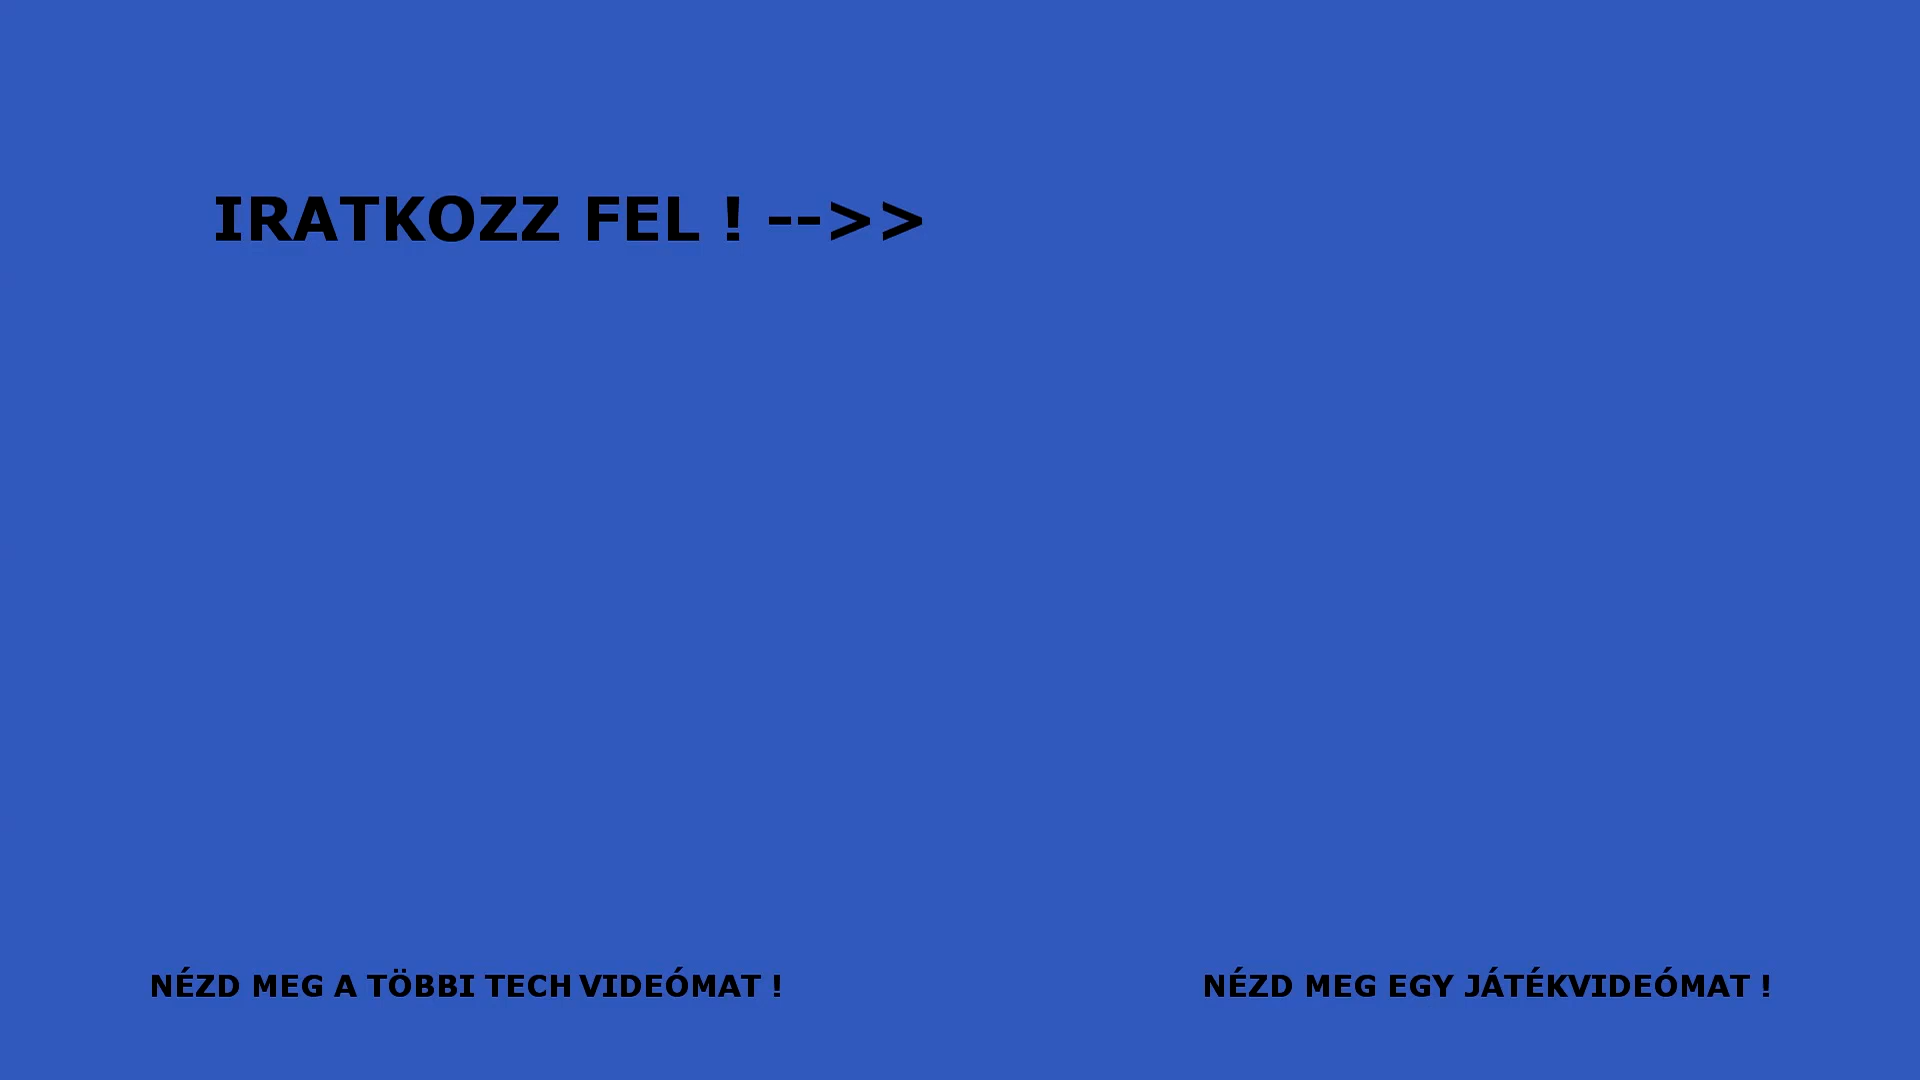 IRATKOZZ FEL ! -->>
NÉZD MEG A TÖBBI TECH VIDEÓMAT !
NÉZD MEG EGY JÁTÉKVIDEÓMAT !